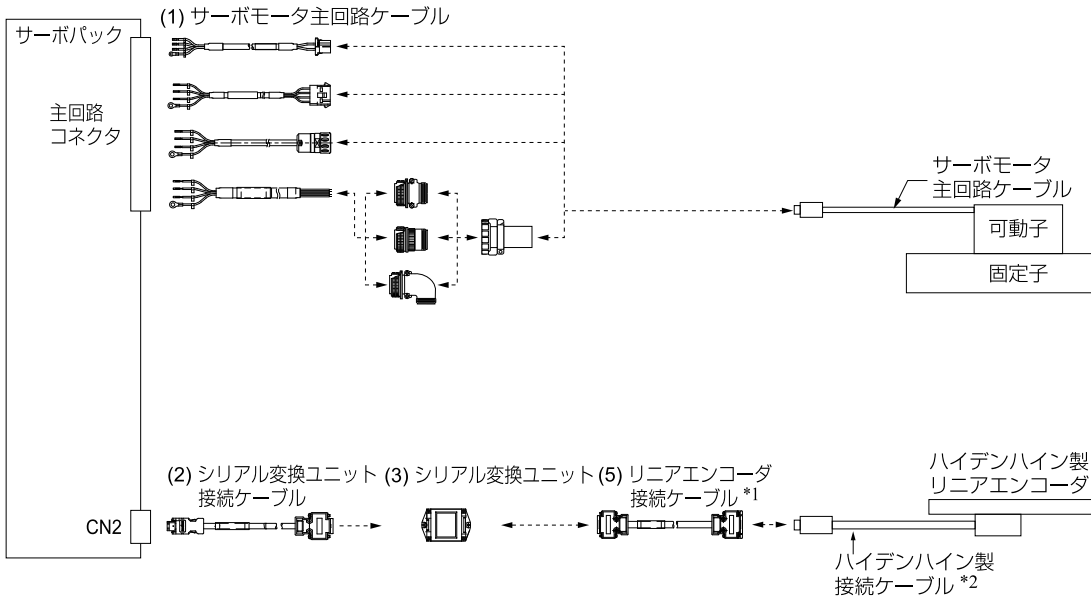 (1) サーボモータ主回路ケーブル
サーボパック
主回路
コネクタ
サーボモータ
主回路ケーブル
可動子
固定子
(2) シリアル変換ユニット
接続ケーブル
(3) シリアル変換ユニット
(5) リニアエンコーダ
接続ケーブル *1
ハイデンハイン製
リニアエンコーダ
CN2
ハイデンハイン製
接続ケーブル *2